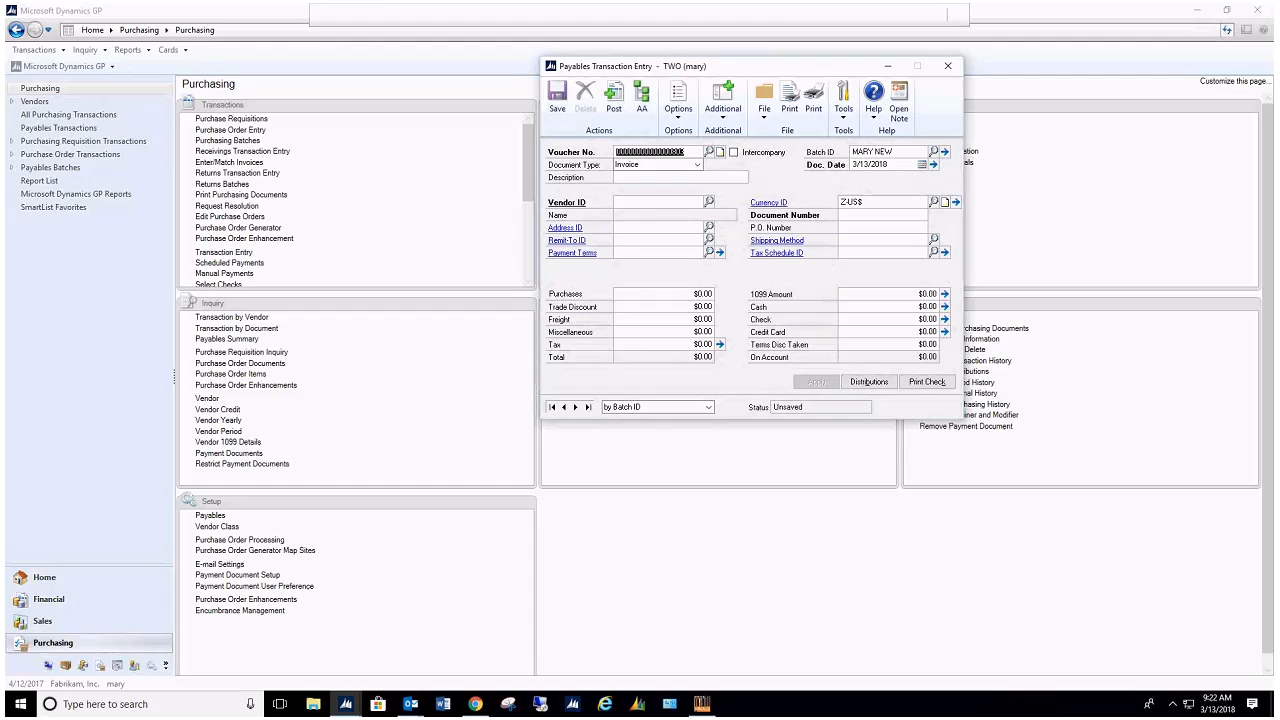 Microsoft Dynamics GP
Home Purchasing Purchasing
Transactions Inquiry Reports Cards
Microsoft Dynamics GP
Customize this page...
Purchasing
Vendors
All Purchasing Transactions
Payables Transactions
Purchasing Requisition Transactions
Purchase Order Transactions
Payables Batches
Report List
Microsoft Dynamics GP Reports
SmartList Favorites
Home
Financial
Sales
Purchasing
Purchasing
Transactions
Purchase Requisitions
Purchase Order Entry
Purchasing Batches
Receivings Transaction Entry
Enter/Match Invoices
Returns Transaction Entry
Returns Batches
Print Purchasing Documents
Request Resolution
Edit Purchase Orders
Purchase Order Generator
Purchase Order Enhancement
Transaction Entry
Scheduled Payments
Manual Payments
Select Checks
Inquiry
Transaction by Vendor
Transaction by Document
Payables Summary
Purchase Requisition Inquiry
Purchase Order Documents
Purchase Order Items
Purchase Order Enhancements
Vendor
Vendor Credit
Vendor Yearly
Vendor Period
Vendor 1099 Details
Payment Documents
Restrict Payment Documents
Setup
Payables
Vendor Class
Purchase Order Processing
Purchase Order Generator Map Sites
E-mail Settings
Payment Document Setup
Payment Document User Preference
Purchase Order Enhancements
Encumbrance Management
Payables Transaction Entry - TWO (mary)
Save Delete Post AA Options Additional File Print Print Tools Help Open Note
Actions Options Additional File Tools Help
Voucher No. Intercompany Batch ID MARY NEW
Document Type: Invoice Doc. Date 3/13/2018
Description
Vendor ID Currency ID Z-US$
Name Document Number
Address ID P.O. Number
Remit-To ID Shipping Method
Payment Terms Tax Schedule ID
Purchases $0.00 1099 Amount $0.00
Trade Discount $0.00 Cash $0.00
Freight $0.00 Check $0.00
Miscellaneous $0.00 Credit Card $0.00
Tax $0.00 Terms Disc Taken $0.00
Total $0.00 On Account $0.00
Apply Distributions Print Check
by Batch ID Status Unsaved
Remove Payment Document
4/12/2017 Fabrikam, Inc. mary
Type here to search
9:22 AM
3/13/2018